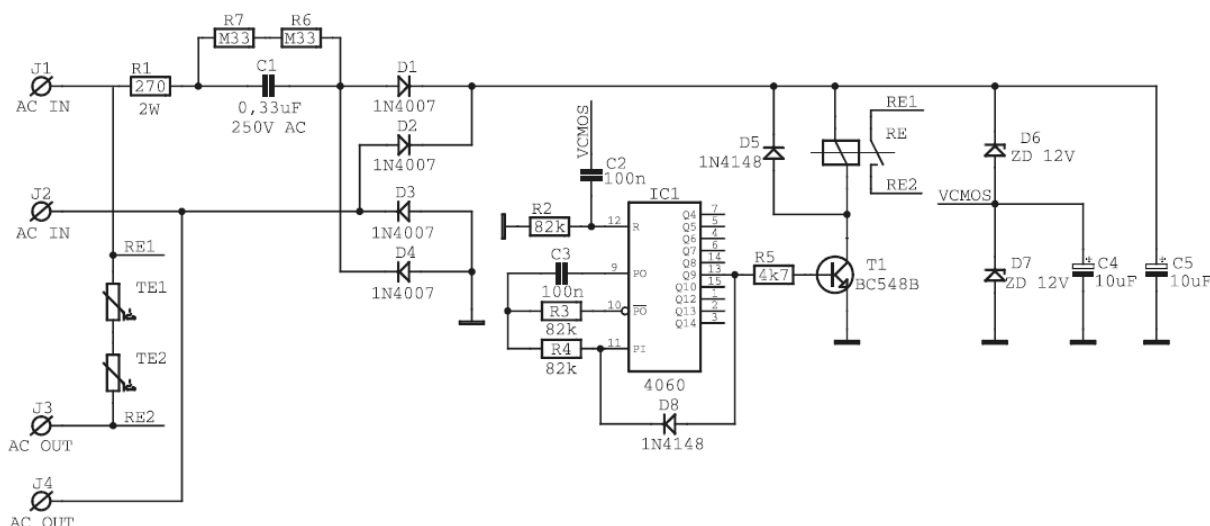 R7
M33
R6
M33
J1
AC IN
R1
270
2W
C1
0,33uF
250V AC
D1
1N4007
D2
1N4007
J2
AC IN
D3
1N4007
D4
1N4007
RE1
TE1
TE2
RE2
J3
AC OUT
J4
AC OUT
VCMOS
C2
100n
R2
82k
C3
100n
R3
82k
R4
82k
IC1
12
R
9
PO
10
PO
11
PI
Q4
7
Q5
5
Q6
4
Q7
6
Q8
14
Q9
13
Q10
15
Q12
1
Q13
2
Q14
3
4060
D8
1N4148
R5
4k7
D5
1N4148
T1
BC548B
RE1
RE
RE2
D6
ZD 12V
VCMOS
D7
ZD 12V
+
C4
10uF
+
C5
10uF